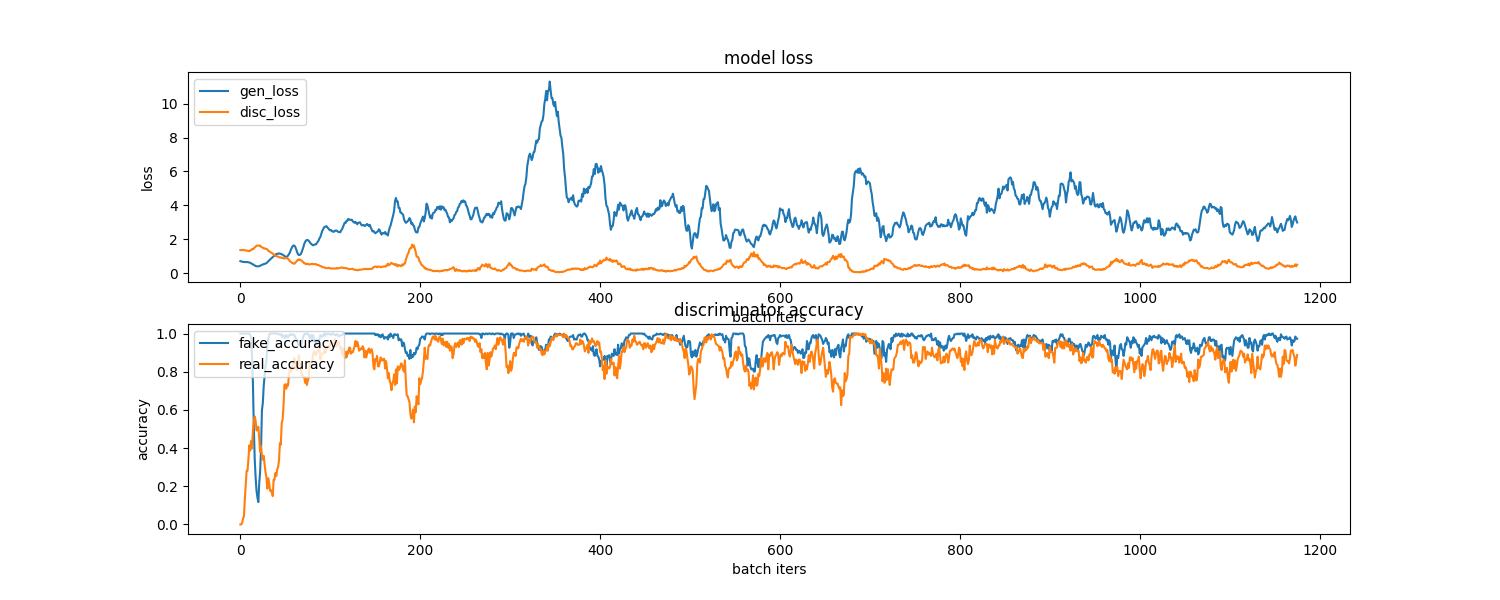 model loss
gen_loss
disc_loss
loss
10
8
6
4
2
0
0 200 400 600 800 1000 1200
batch iters
discriminator accuracy
fake_accuracy
real_accuracy
accuracy
1.0
0.8
0.6
0.4
0.2
0.0
0 200 400 600 800 1000 1200
batch iters